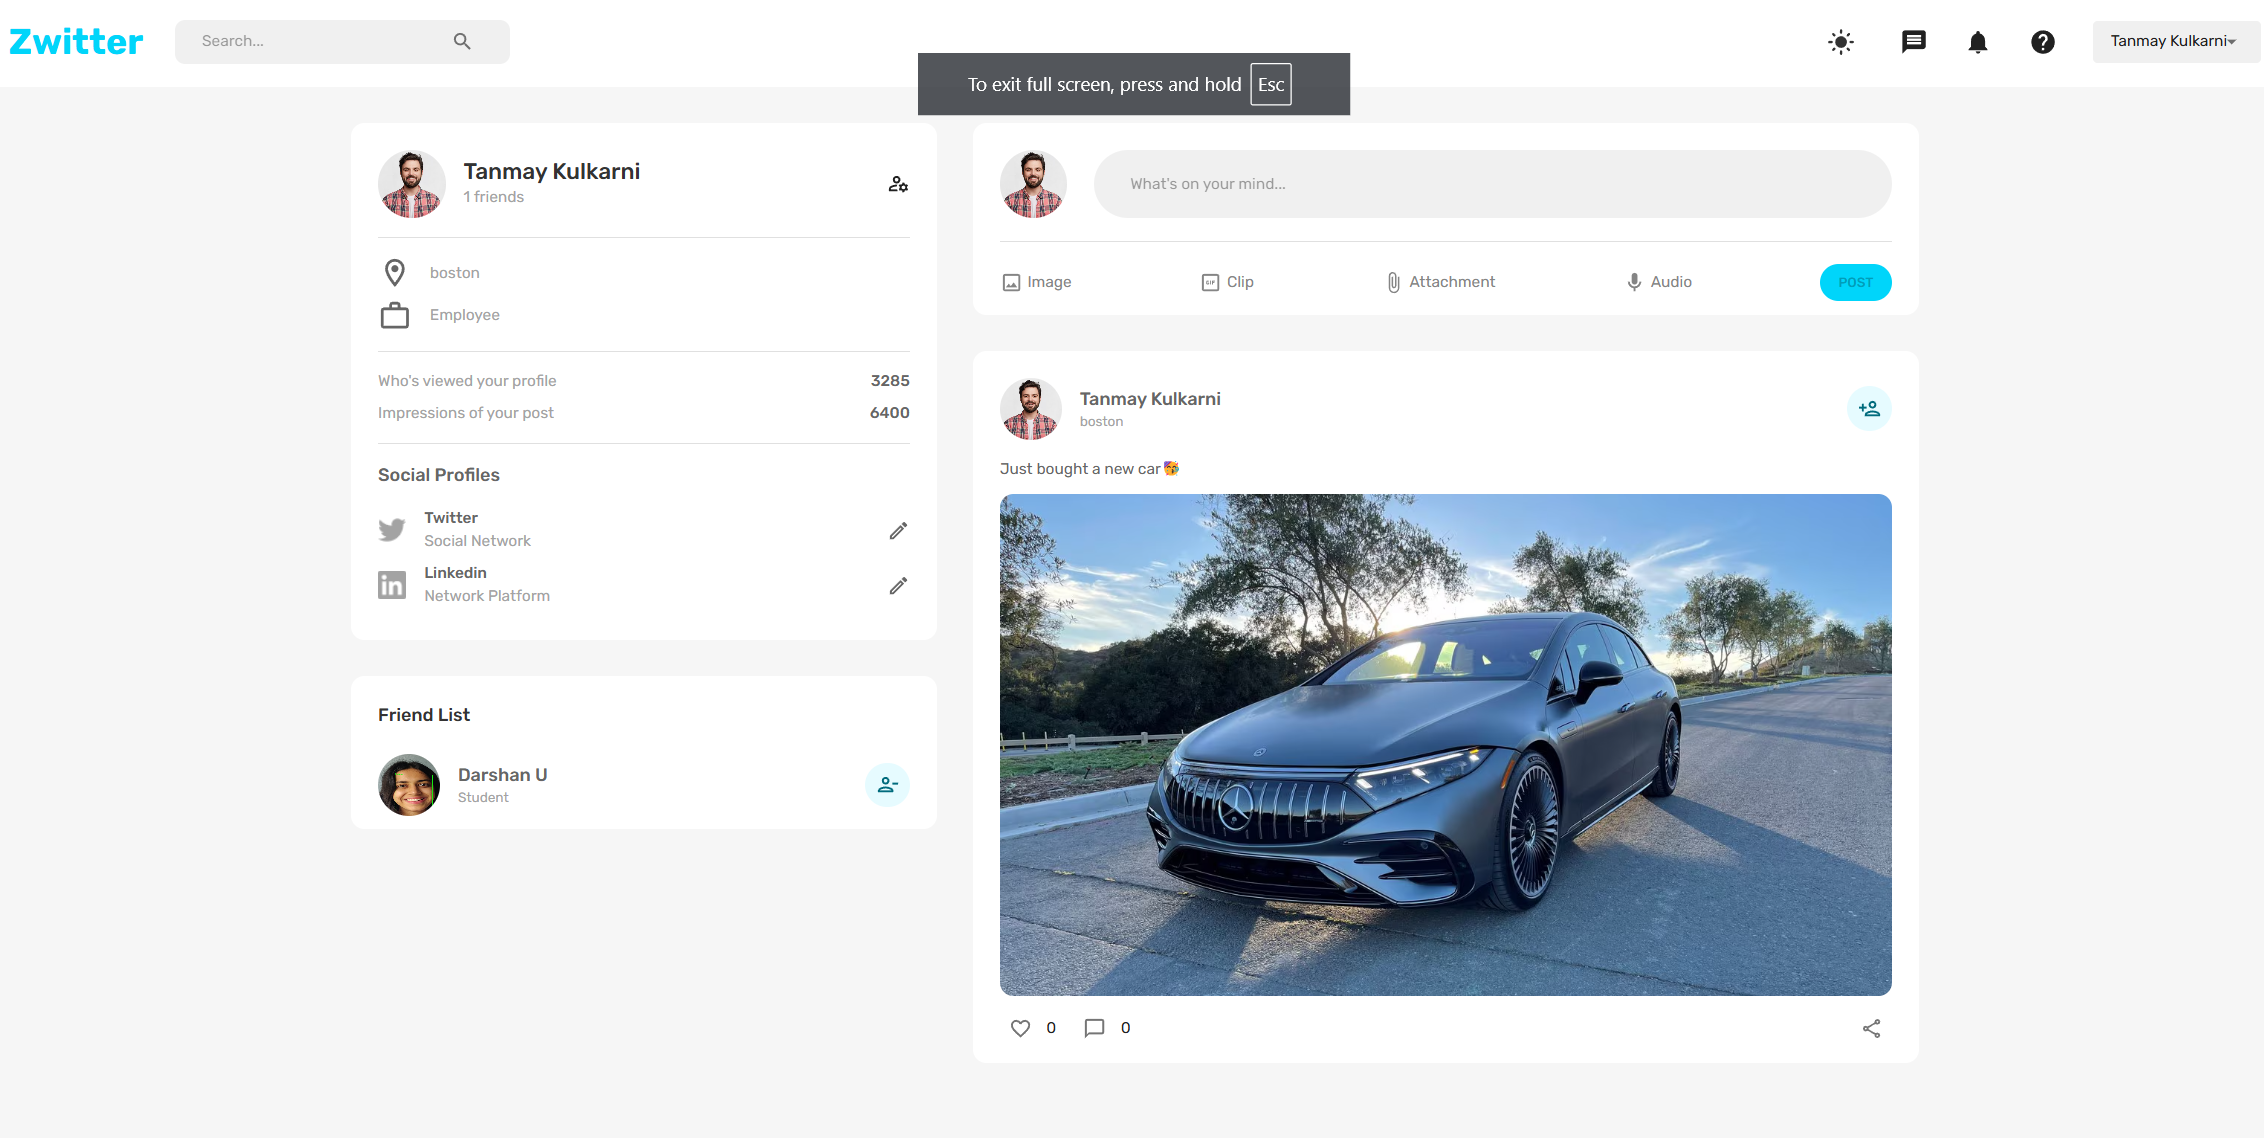 Zwitter
Search...
Tanmay Kulkarni
To exit full screen, press and hold Esc
Tanmay Kulkarni
1 friends
boston
Employee
Who's viewed your profile 3285
Impressions of your post 6400
Social Profiles
Twitter
Social Network
Linkedin
Network Platform
Friend List
Darshan U
Student
What's on your mind...
Image
GIF
Clip
Attachment
Audio
POST
Tanmay Kulkarni
boston
Just bought a new car🥳
0
0